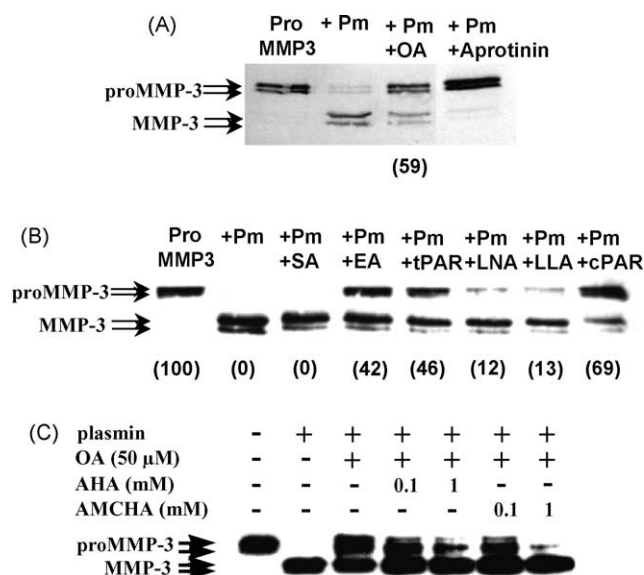 (A)
Pro + Pm + Pm + Pm
MMP3 +OA +Aprotinin
proMMP-3
MMP-3
(59)
(B)
Pro +Pm +Pm +Pm +Pm +Pm +Pm +Pm
MMP3 +SA +EA +tPAR +LNA +LLA +cPAR
proMMP-3
MMP-3
(100) (0) (0) (42) (46) (12) (13) (69)
(C)
plasmin - + + + + + +
OA (50 µM) - - + + + + +
AHA (mM) - - - 0.1 1 - -
AMCHA (mM) - - - - - 0.1 1
proMMP-3
MMP-3